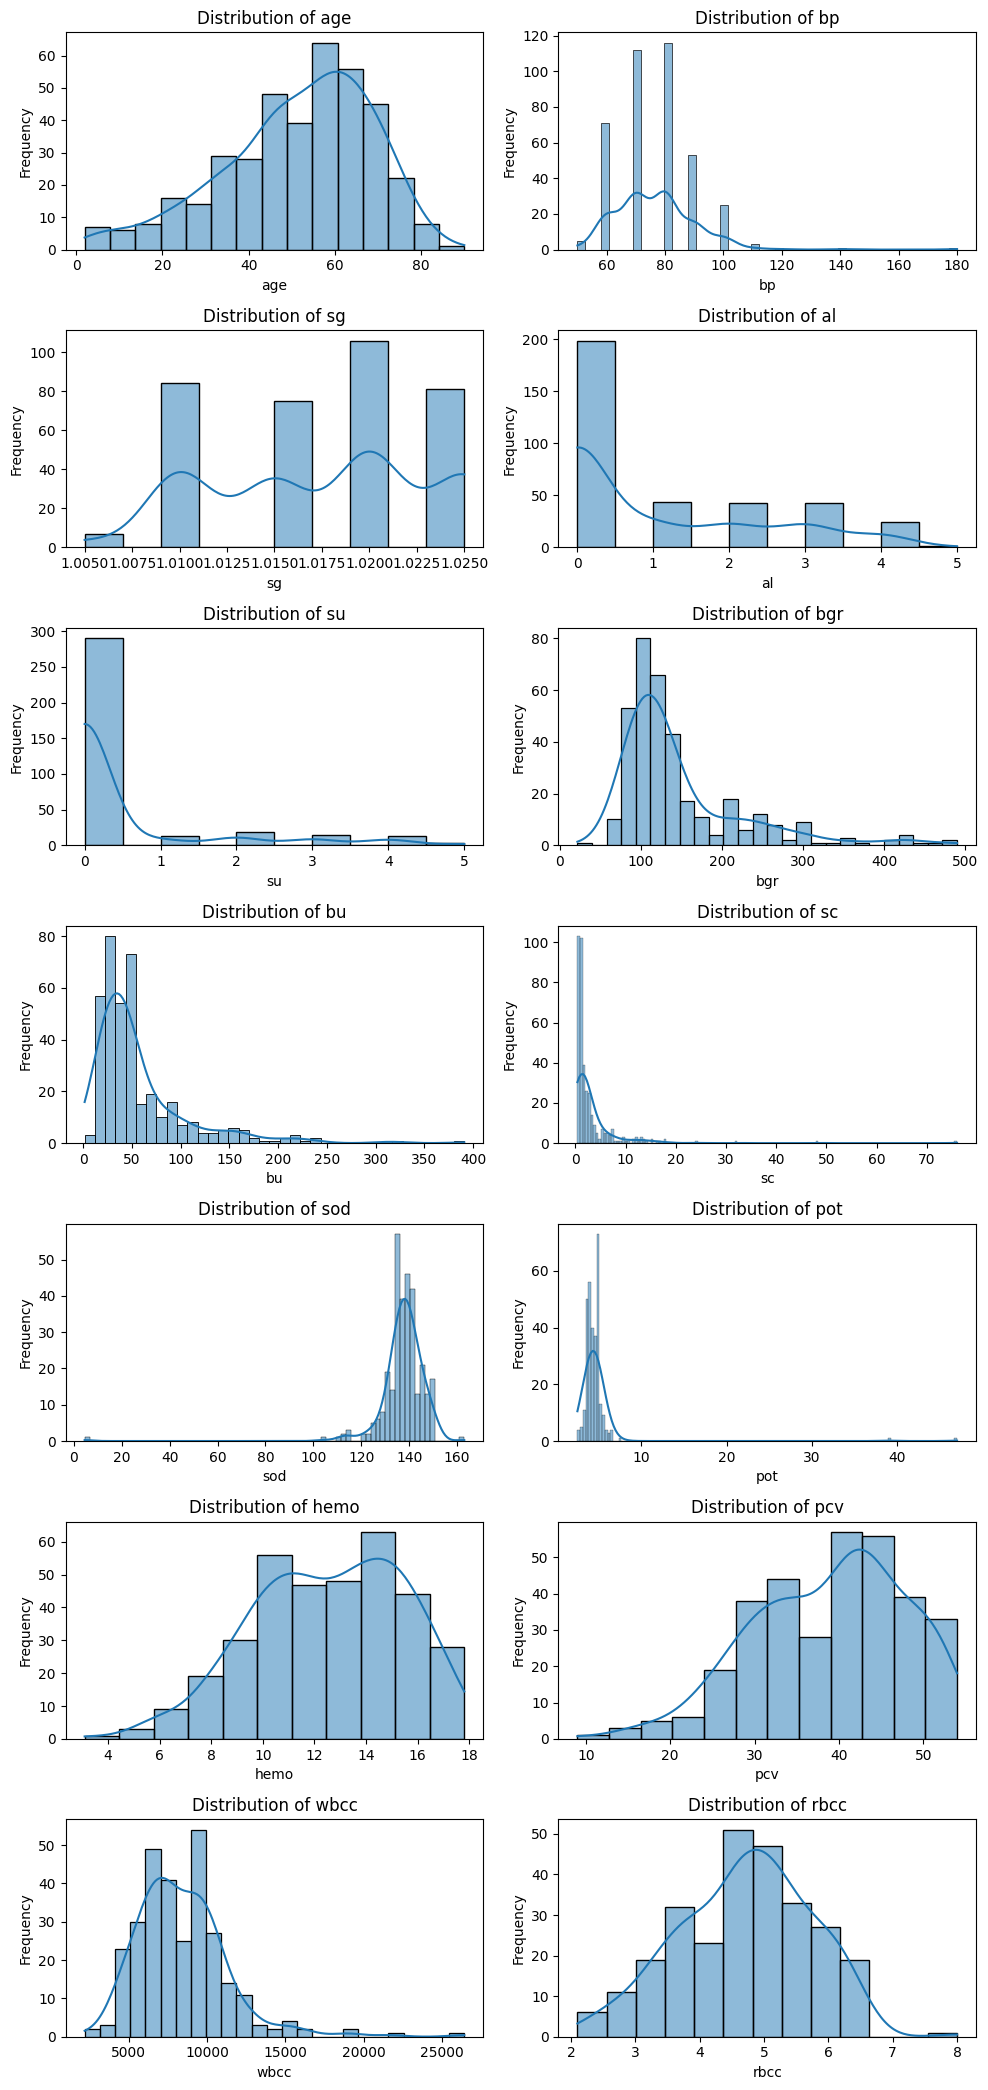 Distribution of age
60
50
40
30
20
10
0
Frequency
0 20 40 60 80
age
Distribution of bp
120
100
80
60
40
20
0
Frequency
60 80 100 120 140 160 180
bp
Distribution of sg
100
80
60
40
20
0
Frequency
1.0050 1.0075 1.0100 1.0125 1.0150 1.0175 1.0200 1.0225 1.0250
sg
Distribution of al
200
150
100
50
0
Frequency
0 1 2 3 4 5
al
Distribution of su
300
250
200
150
100
50
0
Frequency
0 1 2 3 4 5
su
Distribution of bgr
80
60
40
20
0
Frequency
0 100 200 300 400 500
bgr
Distribution of bu
80
60
40
20
0
Frequency
0 50 100 150 200 250 300 350 400
bu
Distribution of sc
100
80
60
40
20
0
Frequency
0 10 20 30 40 50 60 70
sc
Distribution of sod
50
40
30
20
10
0
Frequency
0 20 40 60 80 100 120 140 160
sod
Distribution of pot
60
40
20
0
Frequency
10 20 30 40
pot
Distribution of hemo
60
50
40
30
20
10
0
Frequency
4 6 8 10 12 14 16 18
hemo
Distribution of pcv
50
40
30
20
10
0
Frequency
10 20 30 40 50
pcv
Distribution of wbcc
50
40
30
20
10
0
Frequency
5000 10000 15000 20000 25000
wbcc
Distribution of rbcc
50
40
30
20
10
0
Frequency
2 3 4 5 6 7 8
rbcc